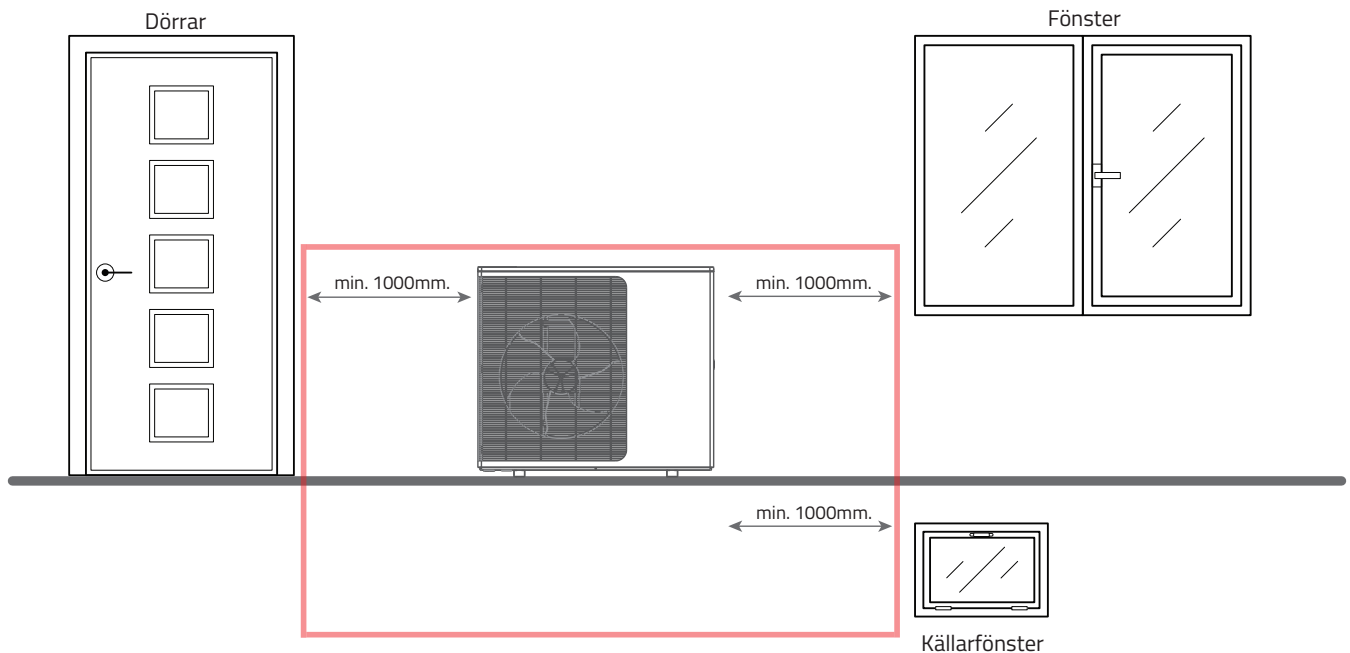 Dörrar
Fönster
min. 1000mm.
min. 1000mm.
min. 1000mm.
Källarfönster